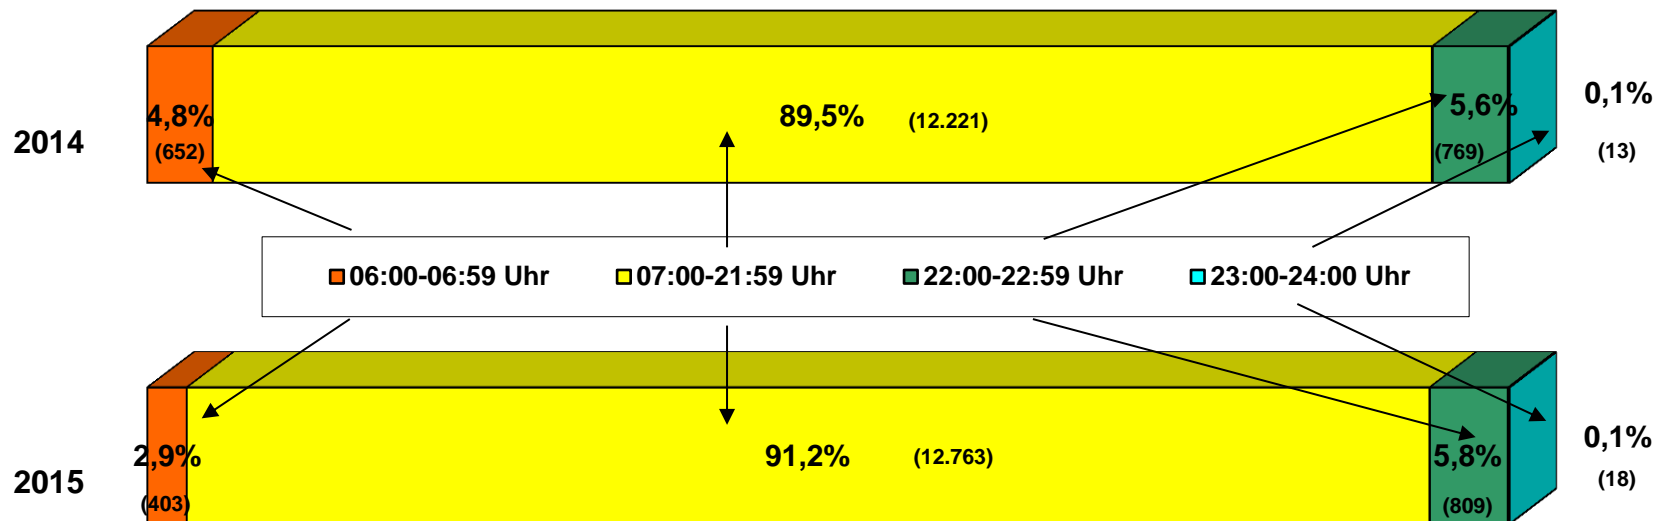 4,8% 89,5% (12.221) 5,6% 0,1%
2014 (652) (769) (13)
06:00-06:59 Uhr 07:00-21:59 Uhr 22:00-22:59 Uhr 23:00-24:00 Uhr
2,9% 91,2% (12.763) 5,8% 0,1%
2015 (403) (809) (18)